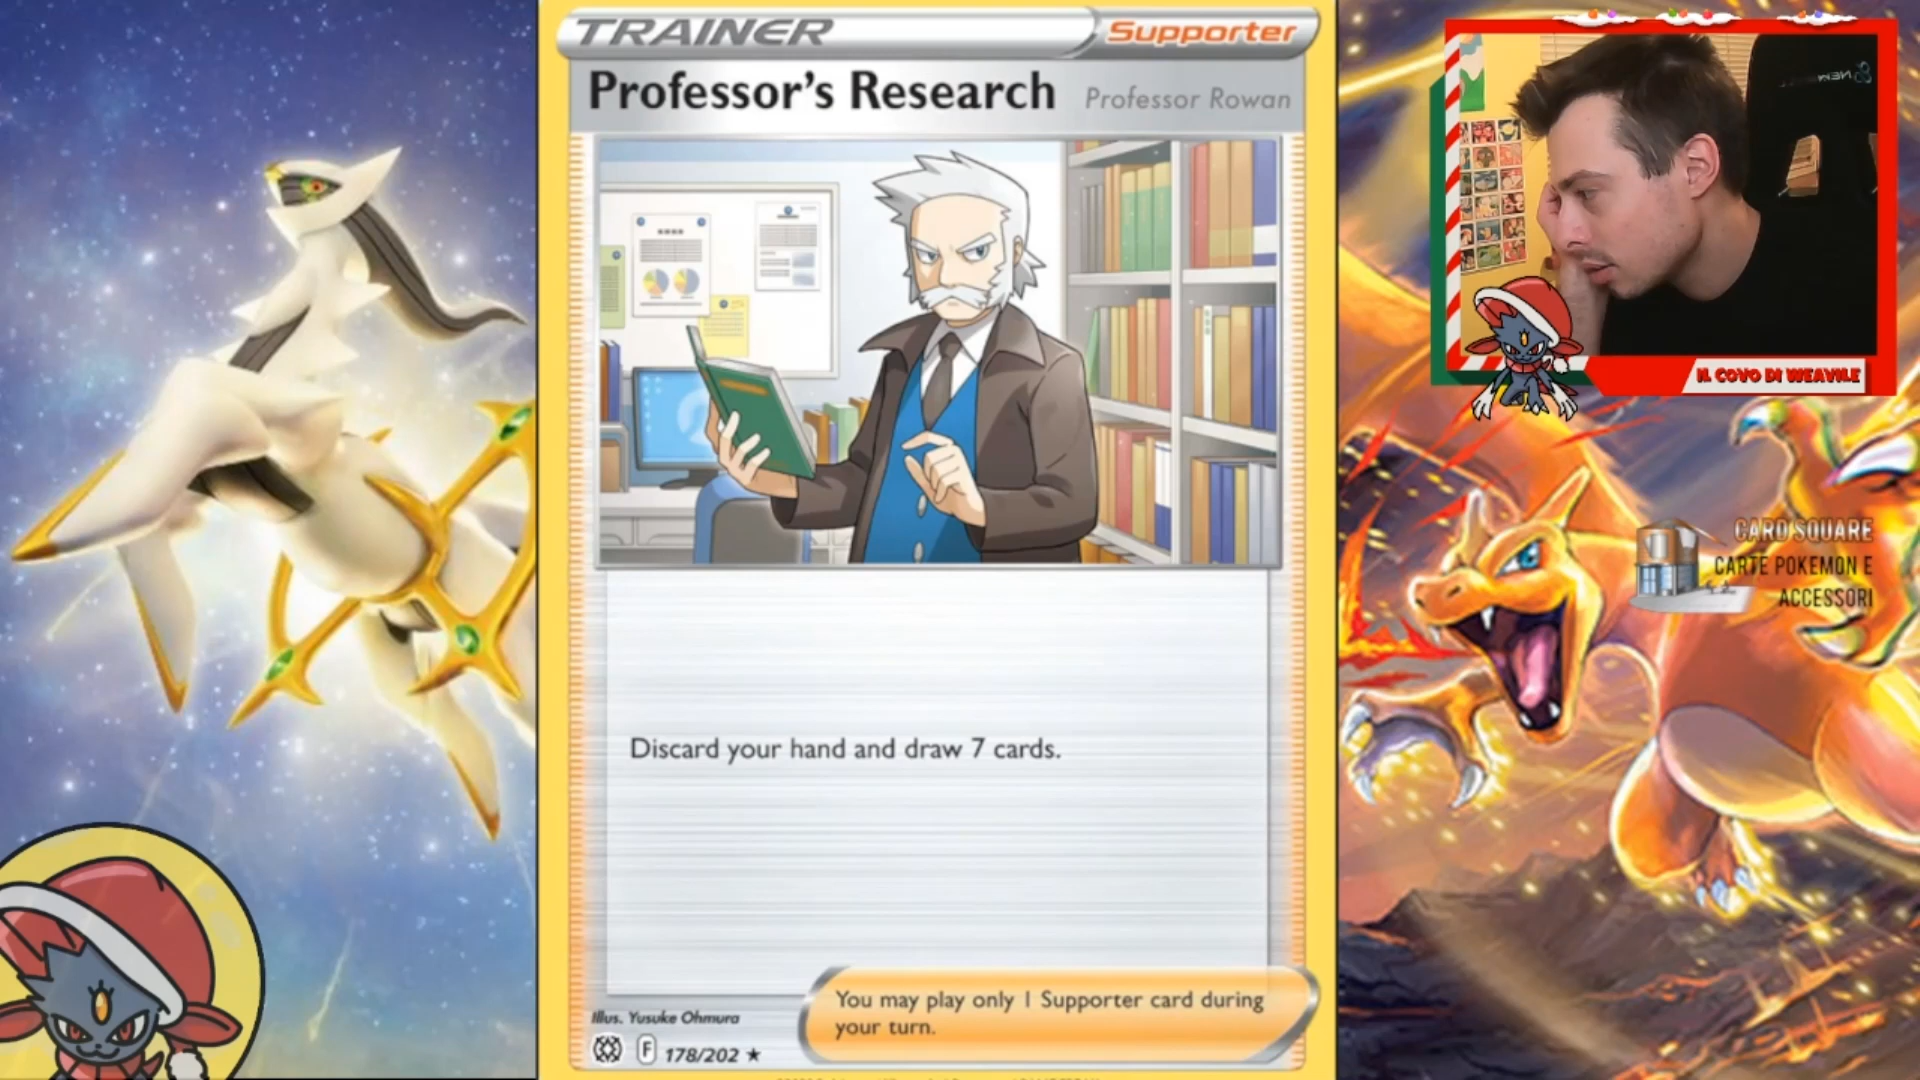 TRAINER
Supporter
Professor's Research
Professor Rowan
Discard your hand and draw 7 cards.
You may play only 1 Supporter card during
your turn.
Illus. Yusuke Ohmura
F 178/202 ★
IL COVO DI WEAVILE
CARD SQUARE
CARTE POKEMON E
ACCESSORI